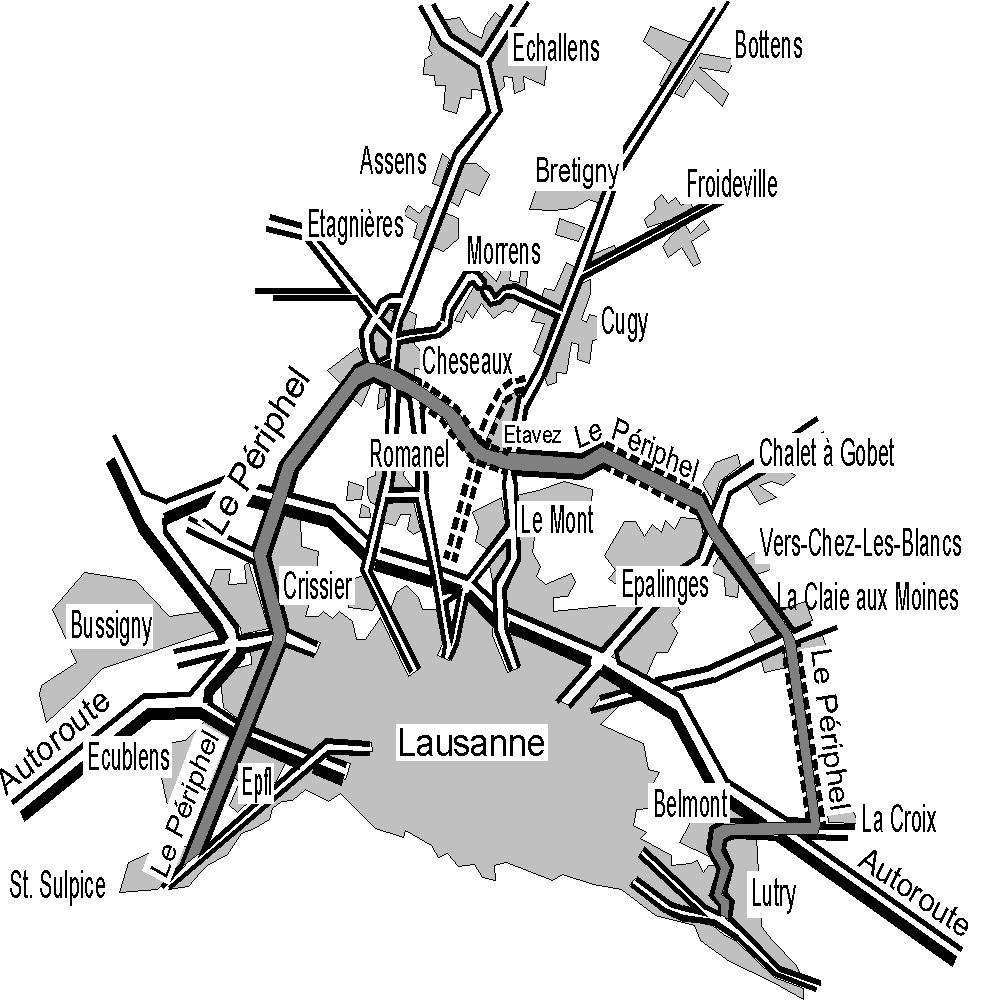 Echallens
Bottens
Assens
Bretigny
Froideville
Etagnières
Morrens
Cugy
Cheseaux
Le Périphel
Romanel
Etavez
Le Périphel
Chalet à Gobet
Le Mont
Vers-Chez-Les-Blancs
Crissier
Epalinges
La Claie aux Moines
Bussigny
Le Périphel
Autoroute
Lausanne
Ecublens
Le Périphel
Epfl
Belmont
La Croix
St. Sulpice
Lutry
Autoroute